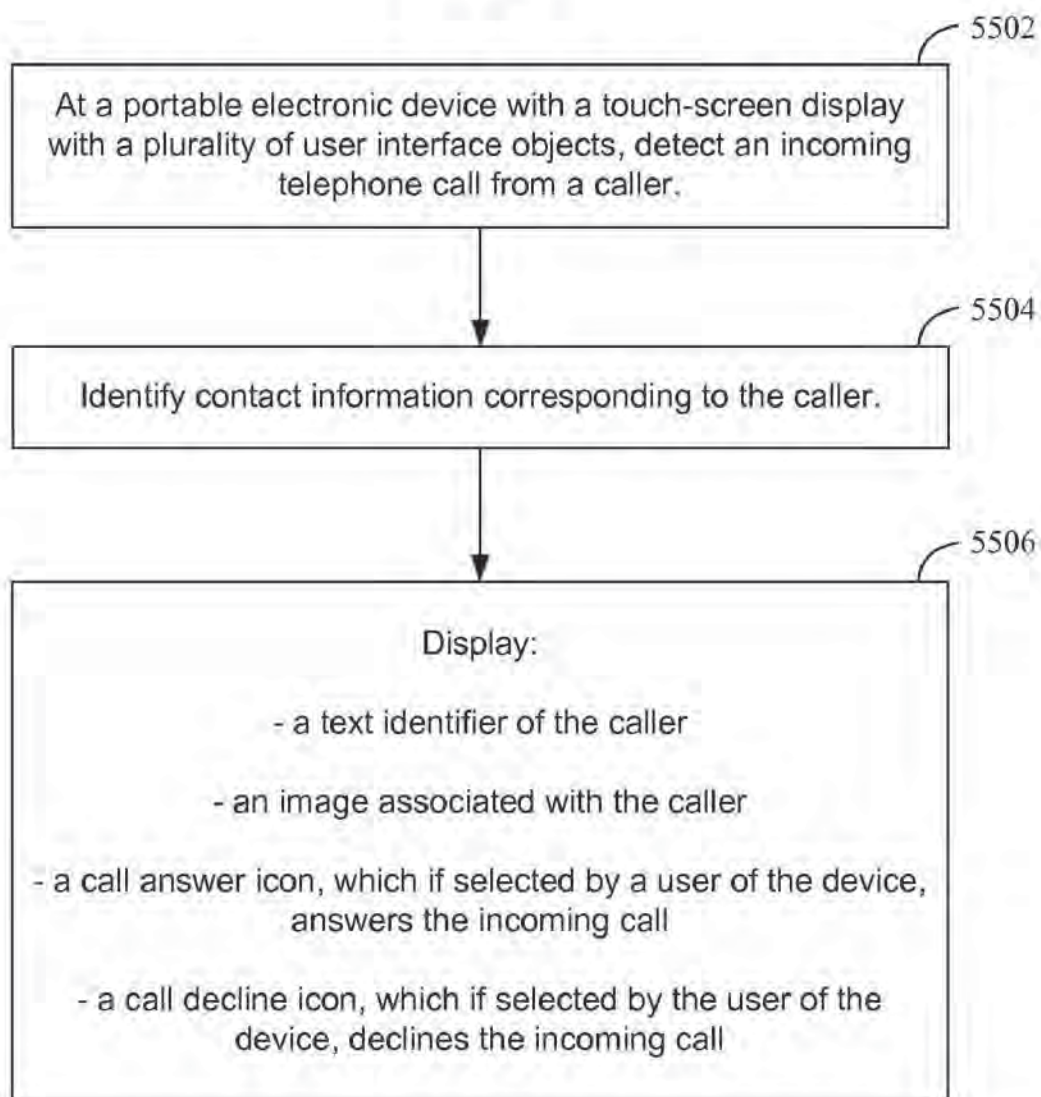 5502
At a portable electronic device with a touch-screen display
with a plurality of user interface objects, detect an incoming
telephone call from a caller.
5504
Identify contact information corresponding to the caller.
5506
Display:
- a text identifier of the caller
- an image associated with the caller
- a call answer icon, which if selected by a user of the device,
answers the incoming call
- a call decline icon, which if selected by the user of the
device, declines the incoming call